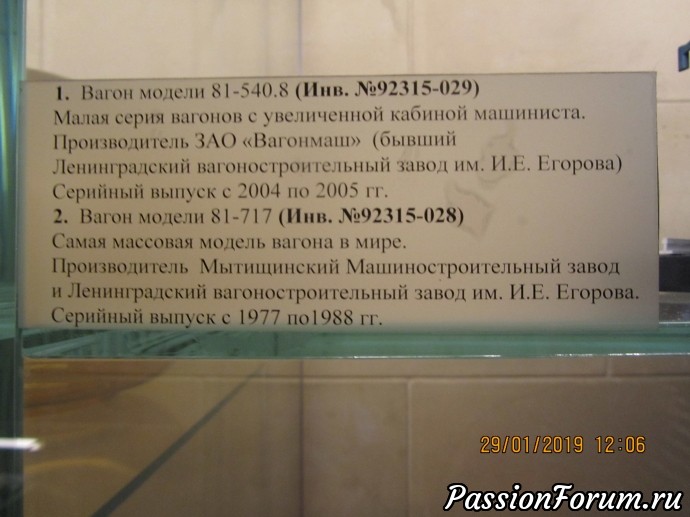 1. Вагон модели 81-540.8 (Инв. №92315-029)
Малая серия вагонов с увеличенной кабиной машиниста.
Производитель ЗАО «Вагонмаш» (бывший
Ленинградский вагоностроительный завод им. И.Е. Егорова)
Серийный выпуск с 2004 по 2005 гг.
2. Вагон модели 81-717 (Инв. №92315-028)
Самая массовая модель вагона в мире.
Производитель Мытищинский Машиностроительный завод
и Ленинградский вагоностроительный завод им. И.Е. Егорова.
Серийный выпуск с 1977 по1988 гг.
29/01/2019 12:06
PassionForum.ru